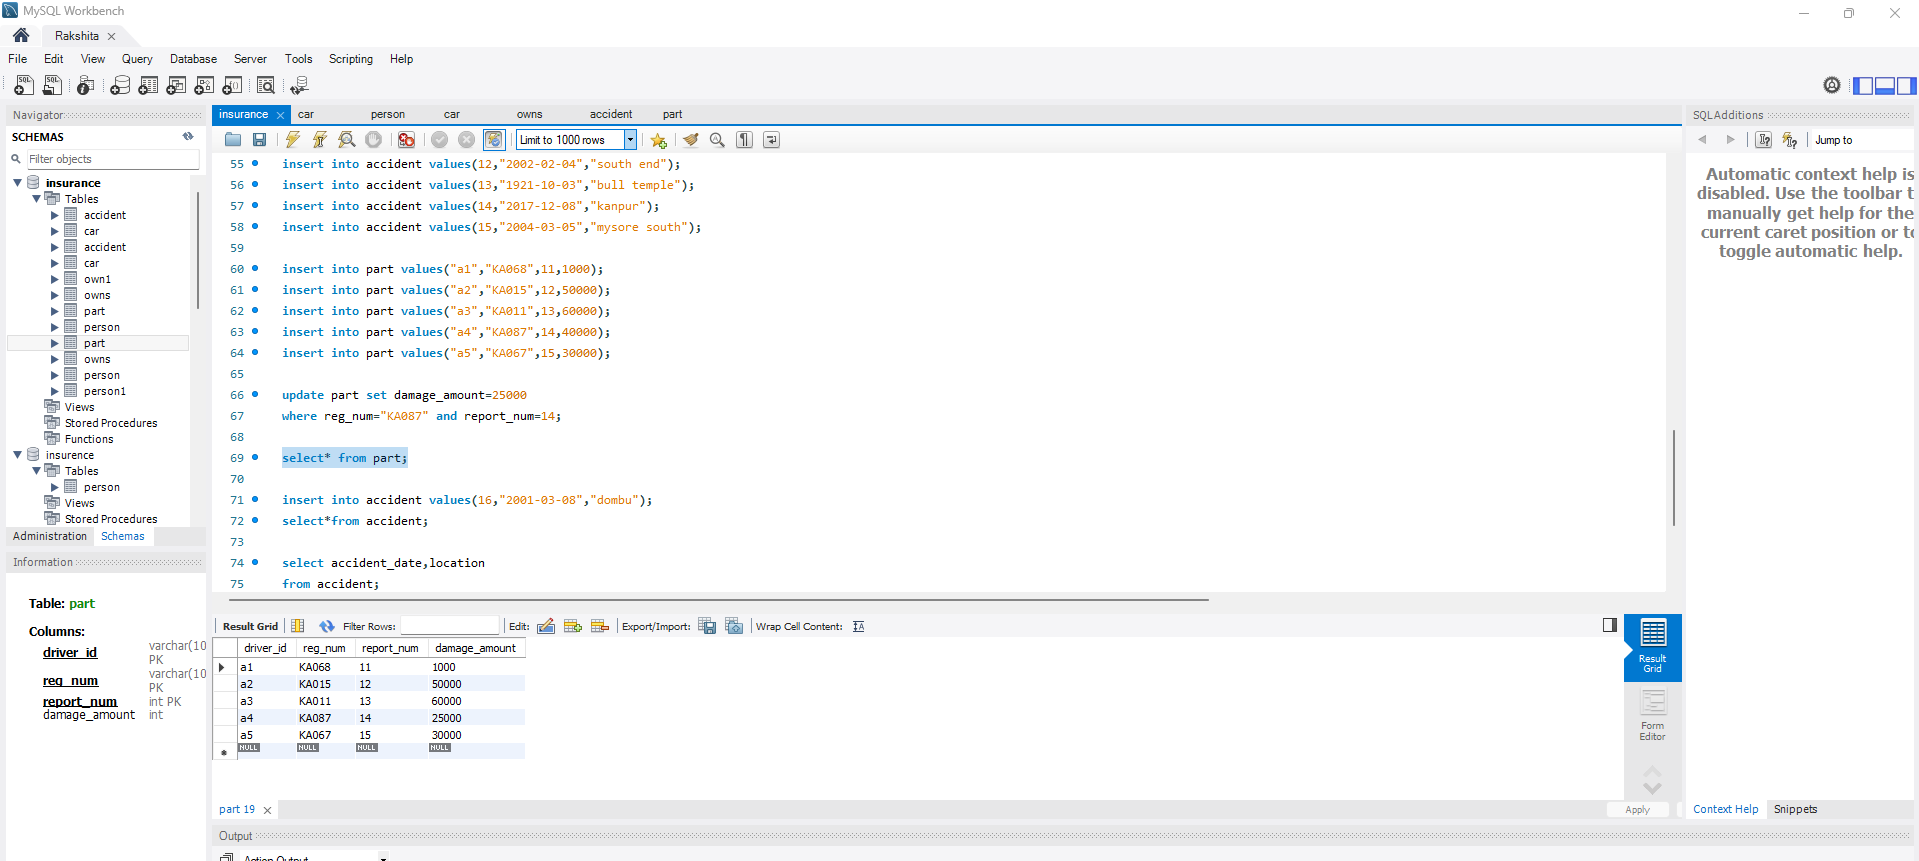 MySQL Workbench
Rakshita
File Edit View Query Database Server Tools Scripting Help
Navigator
SCHEMAS
Filter objects
insurance
Tables
accident
car
accident
car
own1
owns
part
person
part
owns
person
person1
Views
Stored Procedures
Functions
insurence
Tables
person
Views
Stored Procedures
Administration Schemas
Information
Table: part
Columns:
driver_id varchar(10
PK
reg_num varchar(10
PK
report_num int PK
damage_amount int
insurance car person car owns accident part
Limit to 1000 rows
55 insert into accident values(12,"2002-02-04","south end");
56 insert into accident values(13,"1921-10-03","bull temple");
57 insert into accident values(14,"2017-12-08","kanpur");
58 insert into accident values(15,"2004-03-05","mysore south");
59
60 insert into part values("a1","KA068",11,1000);
61 insert into part values("a2","KA015",12,50000);
62 insert into part values("a3","KA011",13,60000);
63 insert into part values("a4","KA087",14,40000);
64 insert into part values("a5","KA067",15,30000);
65
66 update part set damage_amount=25000
67 where reg_num="KA087" and report_num=14;
68
69 select* from part;
70
71 insert into accident values(16,"2001-03-08","dombu");
72 select*from accident;
73
74 select accident_date,location
75 from accident;
Result Grid Filter Rows: Edit: Export/Import: Wrap Cell Content:
driver_id reg_num report_num damage_amount
a1 KA068 11 1000
a2 KA015 12 50000
a3 KA011 13 60000
a4 KA087 14 25000
a5 KA067 15 30000
NULL NULL NULL NULL
Result
Grid
Form
Editor
part 19
Apply
Output
Action Output
SQLAdditions
Jump to
Automatic context help is
disabled. Use the toolbar t
manually get help for the
current caret position or to
toggle automatic help.
Context Help Snippets